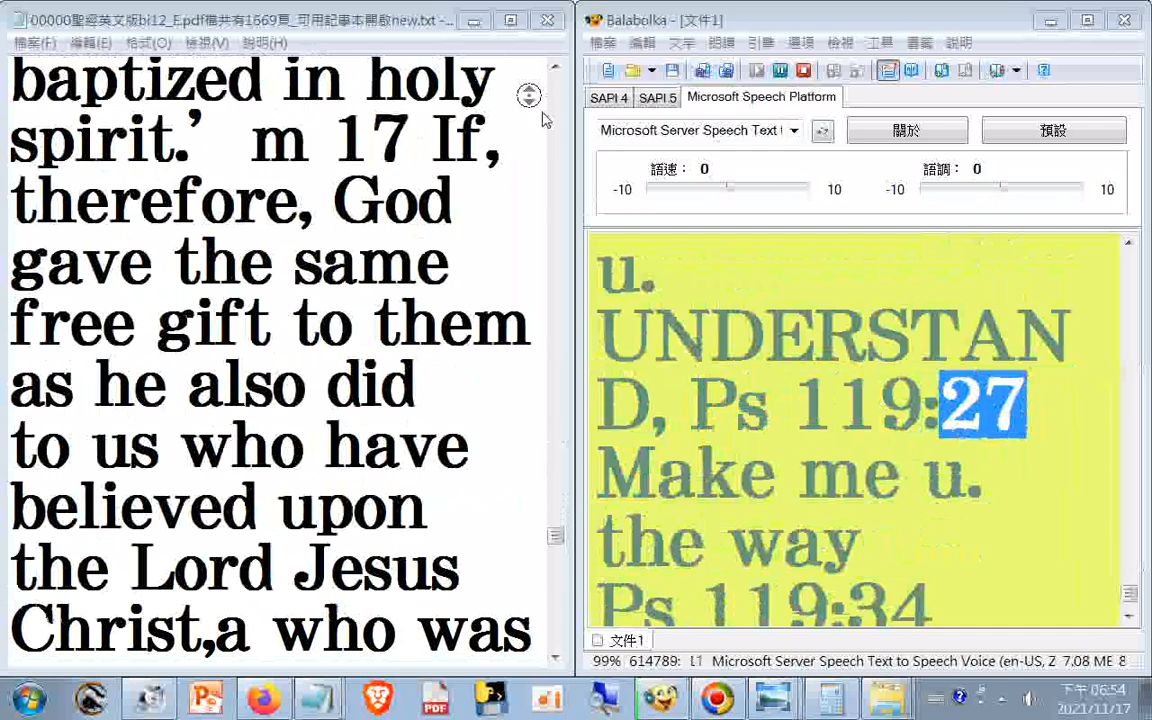 00000聖經英文版bi12_E.pdf檔共有1669頁_可用記事本開啟new.txt -...
檔案(F) 編輯(E) 格式(O) 檢視(V) 說明(H)
baptized in holy
spirit.’ m 17 If,
therefore, God
gave the same
free gift to them
as he also did
to us who have
believed upon
the Lord Jesus
Christ,a who was
Balabolka - [文件1]
檔案 編輯 文字 朗讀 引擎 選項 檢視 工具 書籤 說明
SAPI 4 SAPI 5 Microsoft Speech Platform
Microsoft Server Speech Text 關於 預設
語速： 0 語調： 0
-10 10 -10 10
u.
UNDERSTAN
D, Ps 119:27
Make me u.
the way
Ps 119:34
文件1
99% 614789: Microsoft Server Speech Text to Speech Voice (en-US, Z 7.08 ME 8
PDF
下午 06:54
2021/11/17